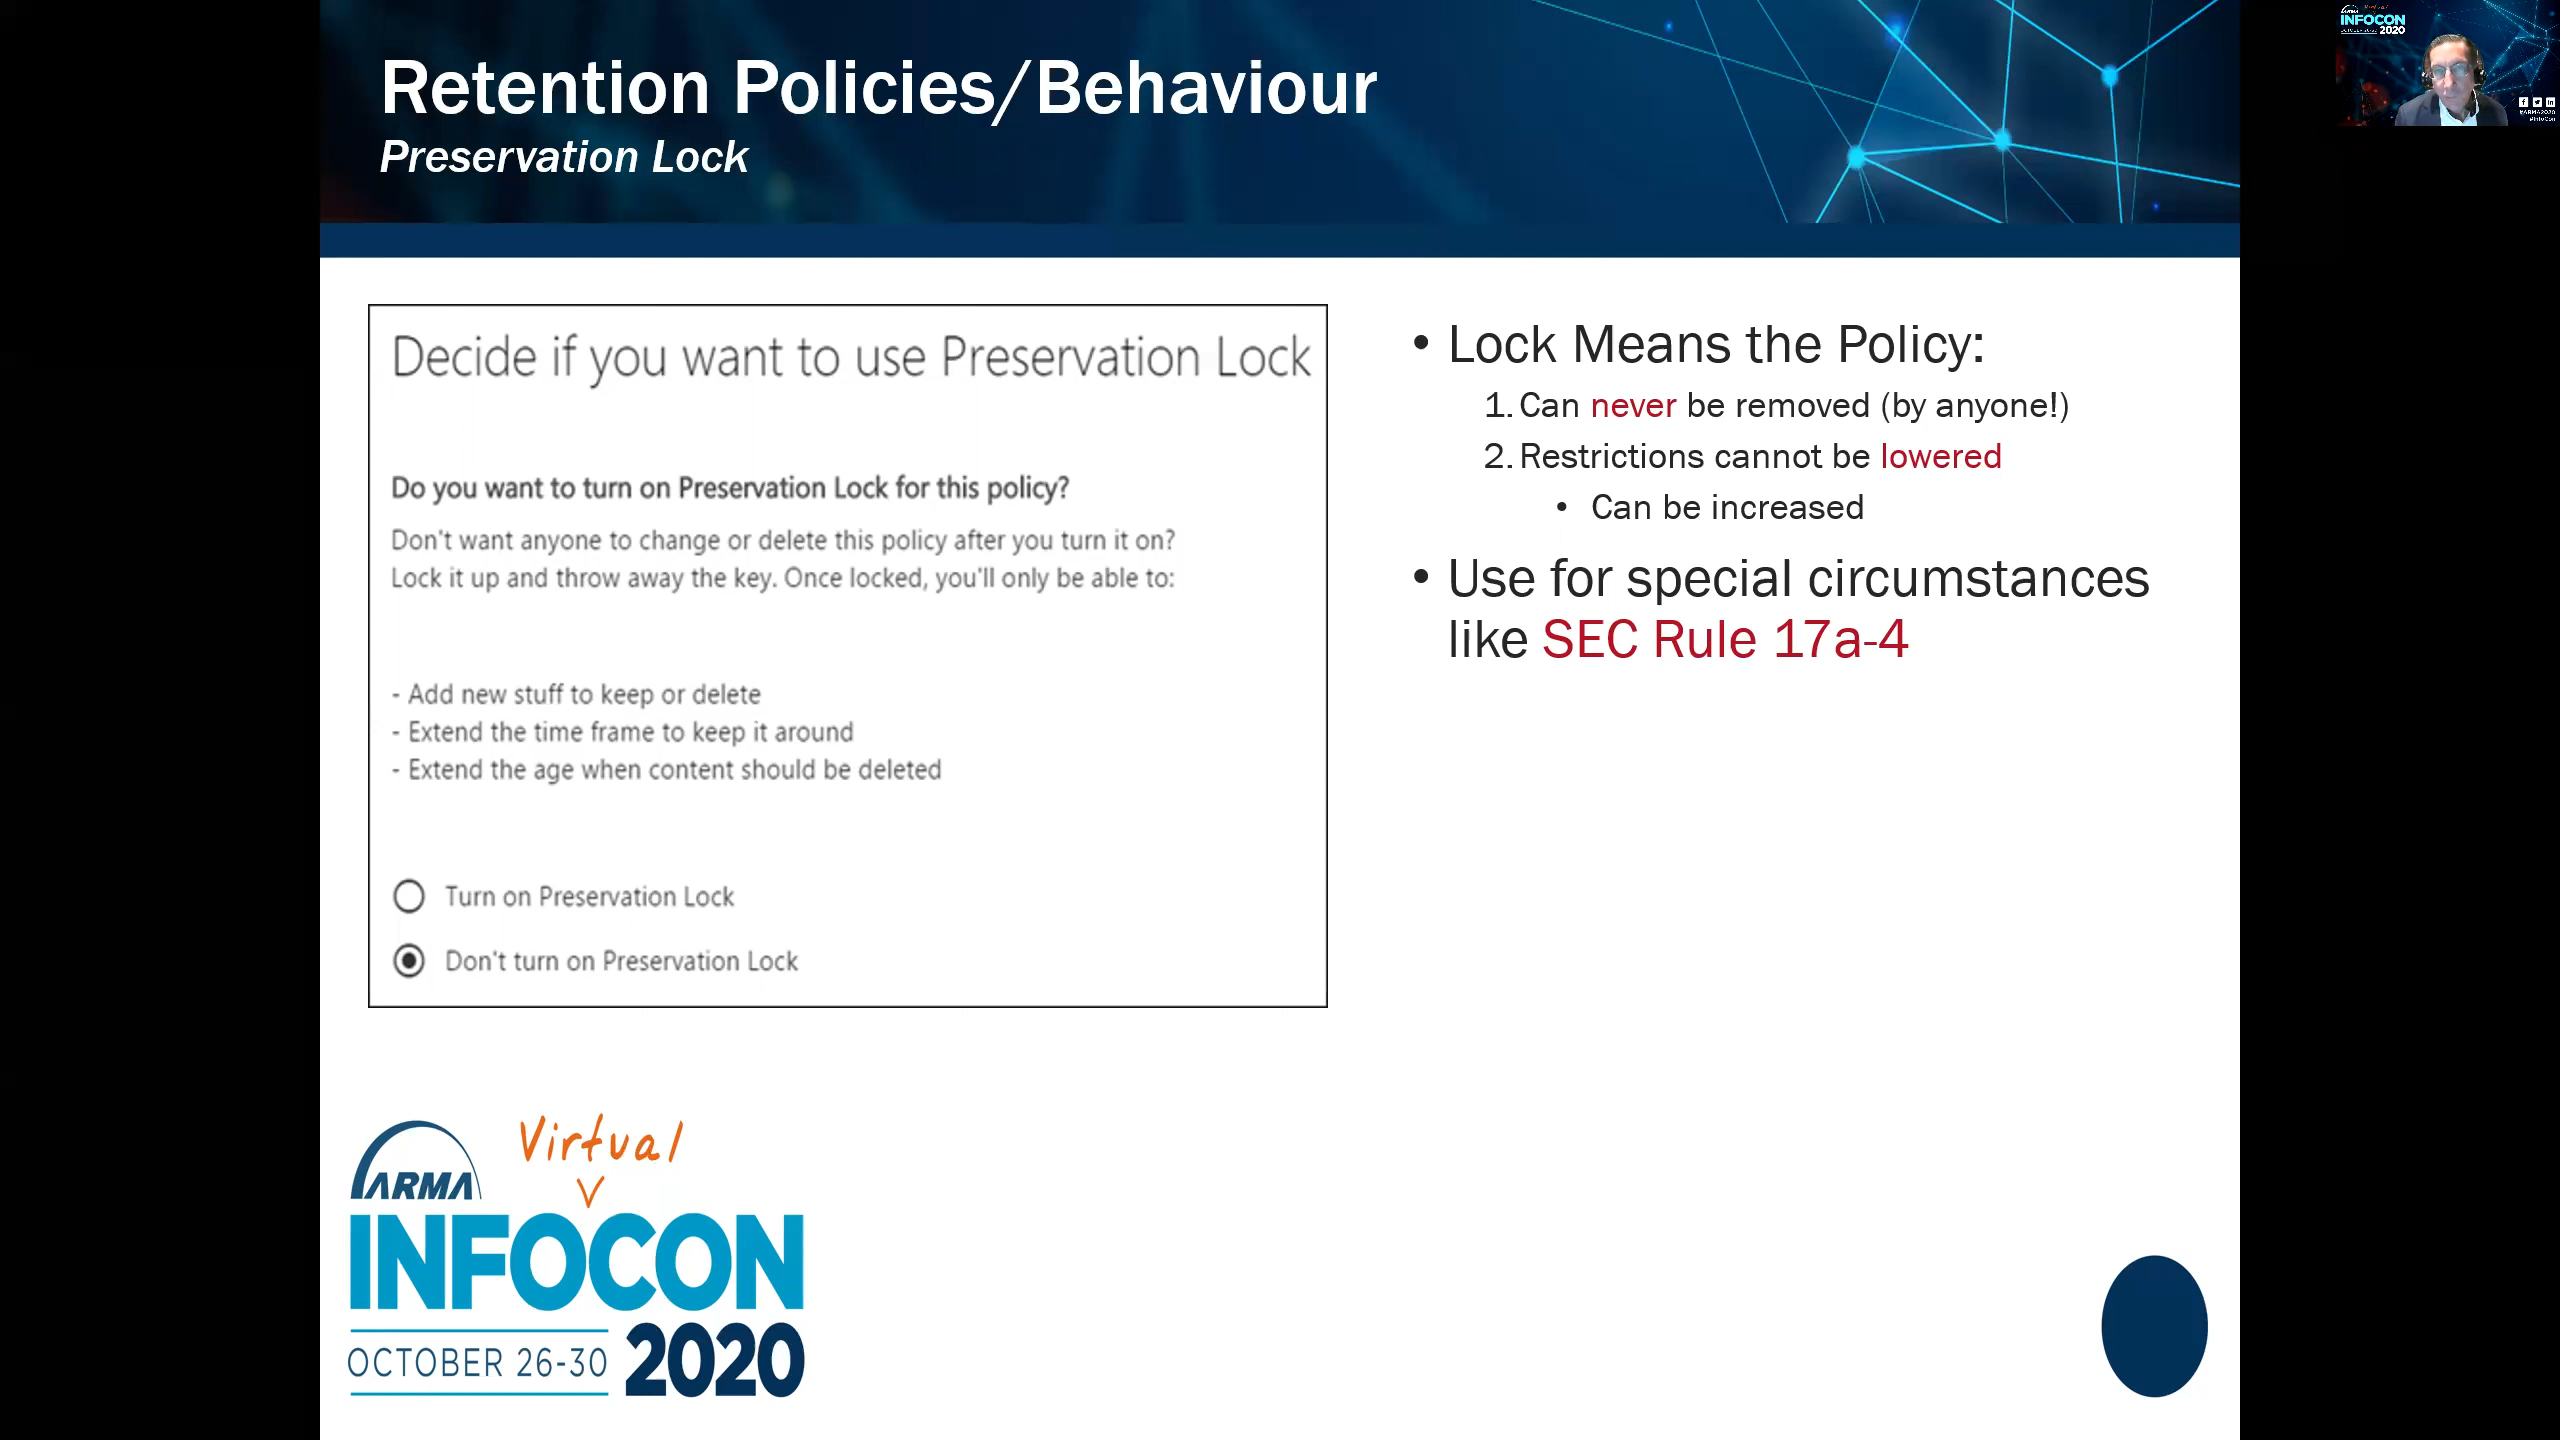 Retention Policies/Behaviour
Preservation Lock
Decide if you want to use Preservation Lock
Do you want to turn on Preservation Lock for this policy?
Don't want anyone to change or delete this policy after you turn it on?
Lock it up and throw away the key. Once locked, you'll only be able to:
- Add new stuff to keep or delete
- Extend the time frame to keep it around
- Extend the age when content should be deleted
Turn on Preservation Lock
Don't turn on Preservation Lock
• Lock Means the Policy:
1. Can never be removed (by anyone!)
2. Restrictions cannot be lowered
• Can be increased
• Use for special circumstances
like SEC Rule 17a-4
ARMA
Virtual
INFOCON
OCTOBER 26-30 2020
ARMA Virtual
INFOCON
2020
#ARMA2020
#InfoCon